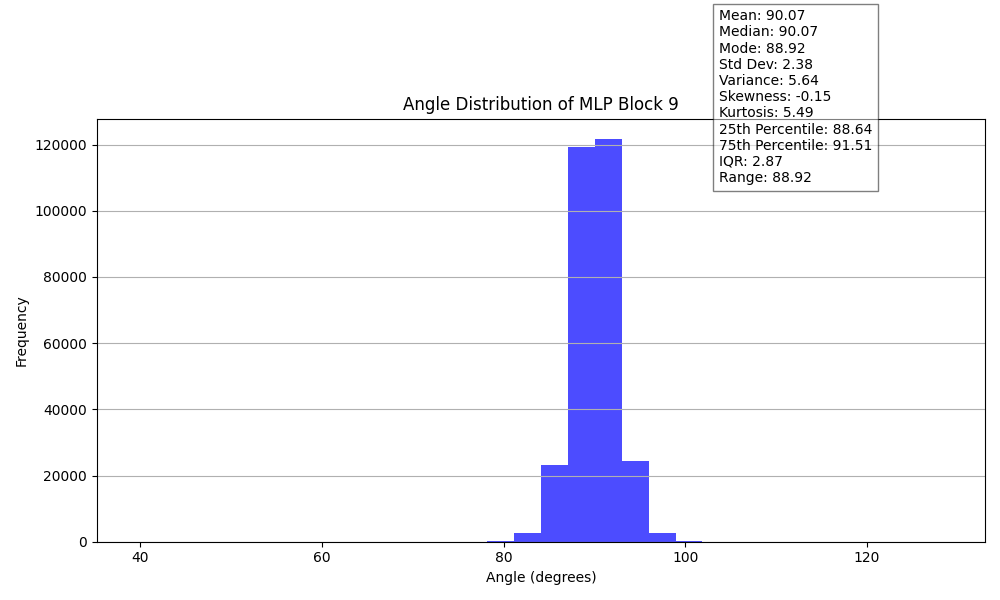 Mean: 90.07
Median: 90.07
Mode: 88.92
Std Dev: 2.38
Variance: 5.64
Skewness: -0.15
Kurtosis: 5.49
25th Percentile: 88.64
75th Percentile: 91.51
IQR: 2.87
Range: 88.92
Angle Distribution of MLP Block 9
120000
100000
80000
60000
40000
20000
0
Frequency
40 60 80 100 120
Angle (degrees)